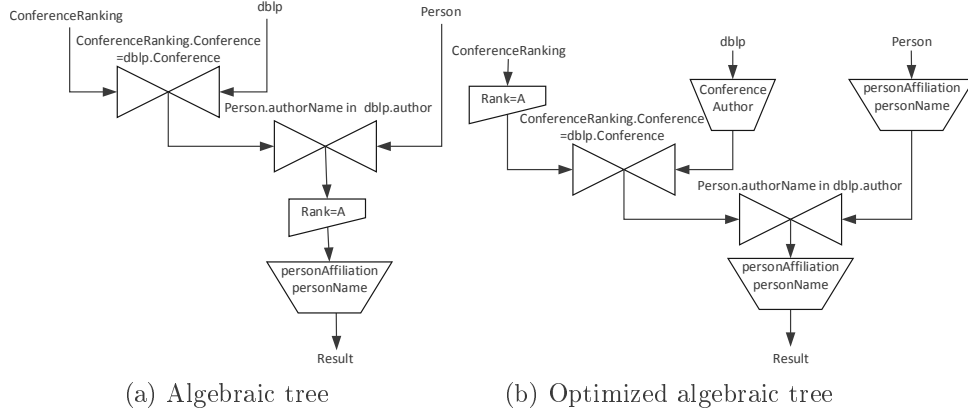 ConferenceRanking
dblp
Person
ConferenceRanking.Conference
=dblp.Conference
Person.authorName in dblp.author
Rank=A
personAffiliation
personName
Result
(a) Algebraic tree
ConferenceRanking
dblp
Person
Rank=A
Conference
Author
personAffiliation
personName
ConferenceRanking.Conference
=dblp.Conference
Person.authorName in dblp.author
personAffiliation
personName
Result
(b) Optimized algebraic tree